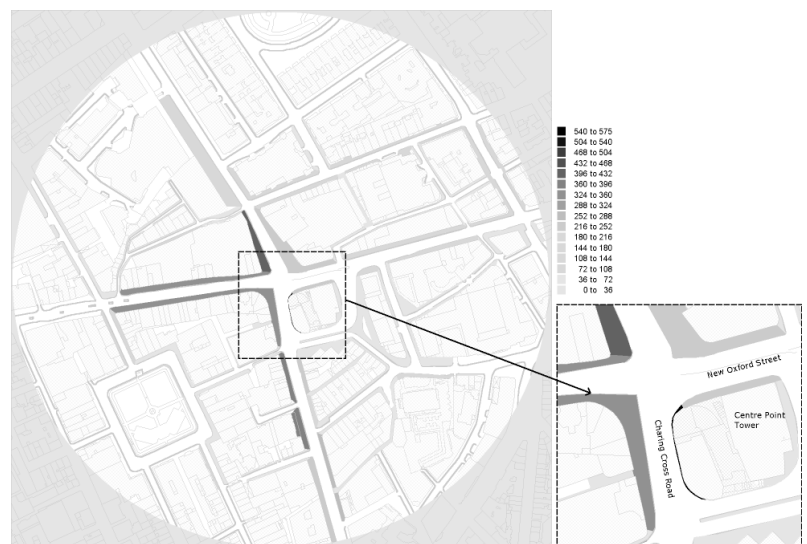 540 to 575
504 to 540
468 to 504
432 to 468
396 to 432
360 to 396
324 to 360
288 to 324
252 to 288
216 to 252
180 to 216
144 to 180
108 to 144
72 to 108
36 to 72
0 to 36
New Oxford Street
Centre Point
Tower
Charing Cross Road